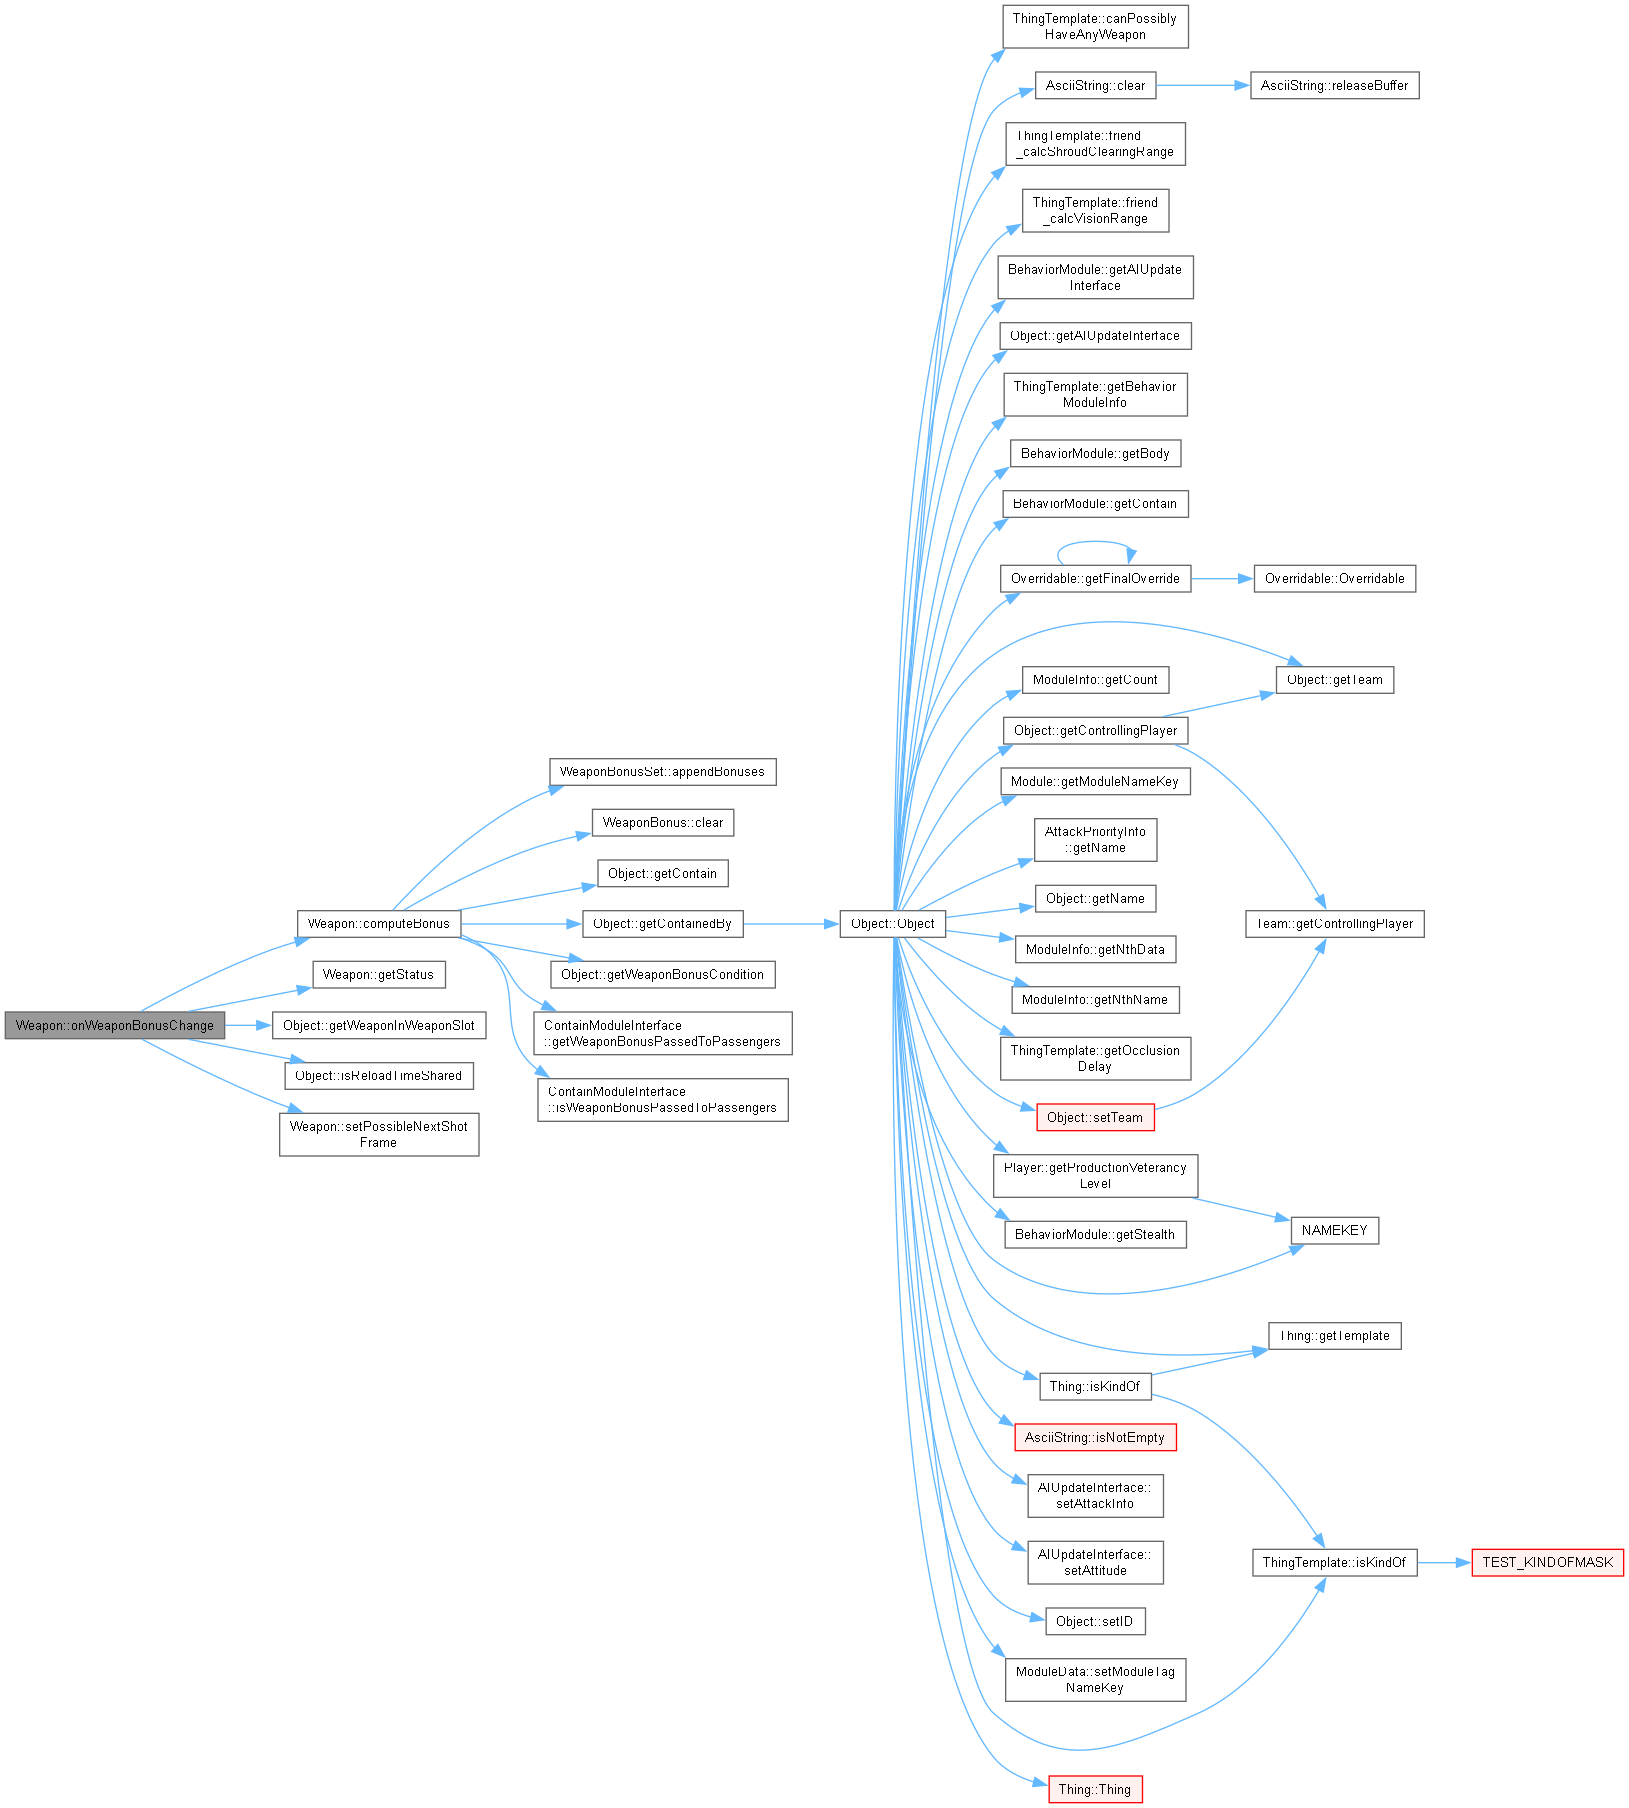 ThingTemplate::canPossibly
HaveAnyWeapon
AsciiString::clear
AsciiString::releaseBuffer
ThingTemplate::friend
_calcShroudClearingRange
ThingTemplate::friend
_calcVisionRange
BehaviorModule::getAIUpdate
Interface
Object::getAIUpdateInterface
ThingTemplate::getBehavior
ModuleInfo
BehaviorModule::getBody
BehaviorModule::getContain
Overridable::getFinalOverride
Overridable::Overridable
Object::getTeam
ModuleInfo::getCount
Object::getControllingPlayer
Module::getModuleNameKey
AttackPriorityInfo
::getName
Object::getName
Team::getControllingPlayer
ModuleInfo::getNthData
ModuleInfo::getNthName
ThingTemplate::getOcclusion
Delay
Object::setTeam
Player::getProductionVeterancy
Level
BehaviorModule::getStealth
NAMEKEY
Thing::getTemplate
Thing::isKindOf
AsciiString::isNotEmpty
AIUpdateInterface::
setAttackInfo
AIUpdateInterface::
setAttitude
ThingTemplate::isKindOf
TEST_KINDOFMASK
Object::setID
ModuleData::setModuleTag
NameKey
Thing::Thing
WeaponBonusSet::appendBonuses
WeaponBonus::clear
Object::getContain
Weapon::computeBonus
Object::getContainedBy
Object::Object
Object::getWeaponBonusCondition
ContainModuleInterface
::getWeaponBonusPassedToPassengers
ContainModuleInterface
::isWeaponBonusPassedToPassengers
Weapon::getStatus
Weapon::onWeaponBonusChange
Object::getWeaponInWeaponSlot
Object::isReloadTimeShared
Weapon::setPossibleNextShot
Frame